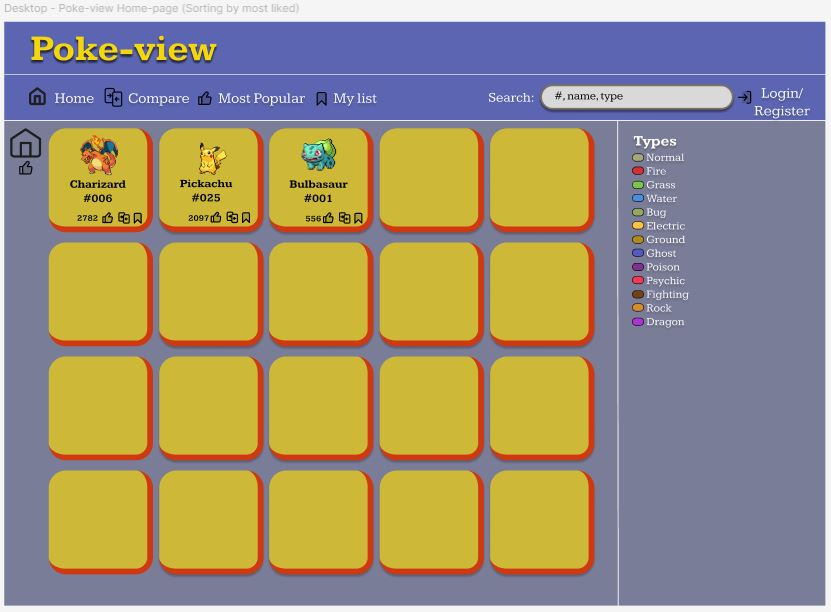 Desktop - Poke-view Home-page (Sorting by most liked)
Poke-view
Home Compare Most Popular My list Search: #, name, type Login/
Register
Charizard
#006
2782
Pickachu
#025
2097
Bulbasaur
#001
556
Types
Normal
Fire
Grass
Water
Bug
Electric
Ground
Ghost
Poison
Psychic
Fighting
Rock
Dragon